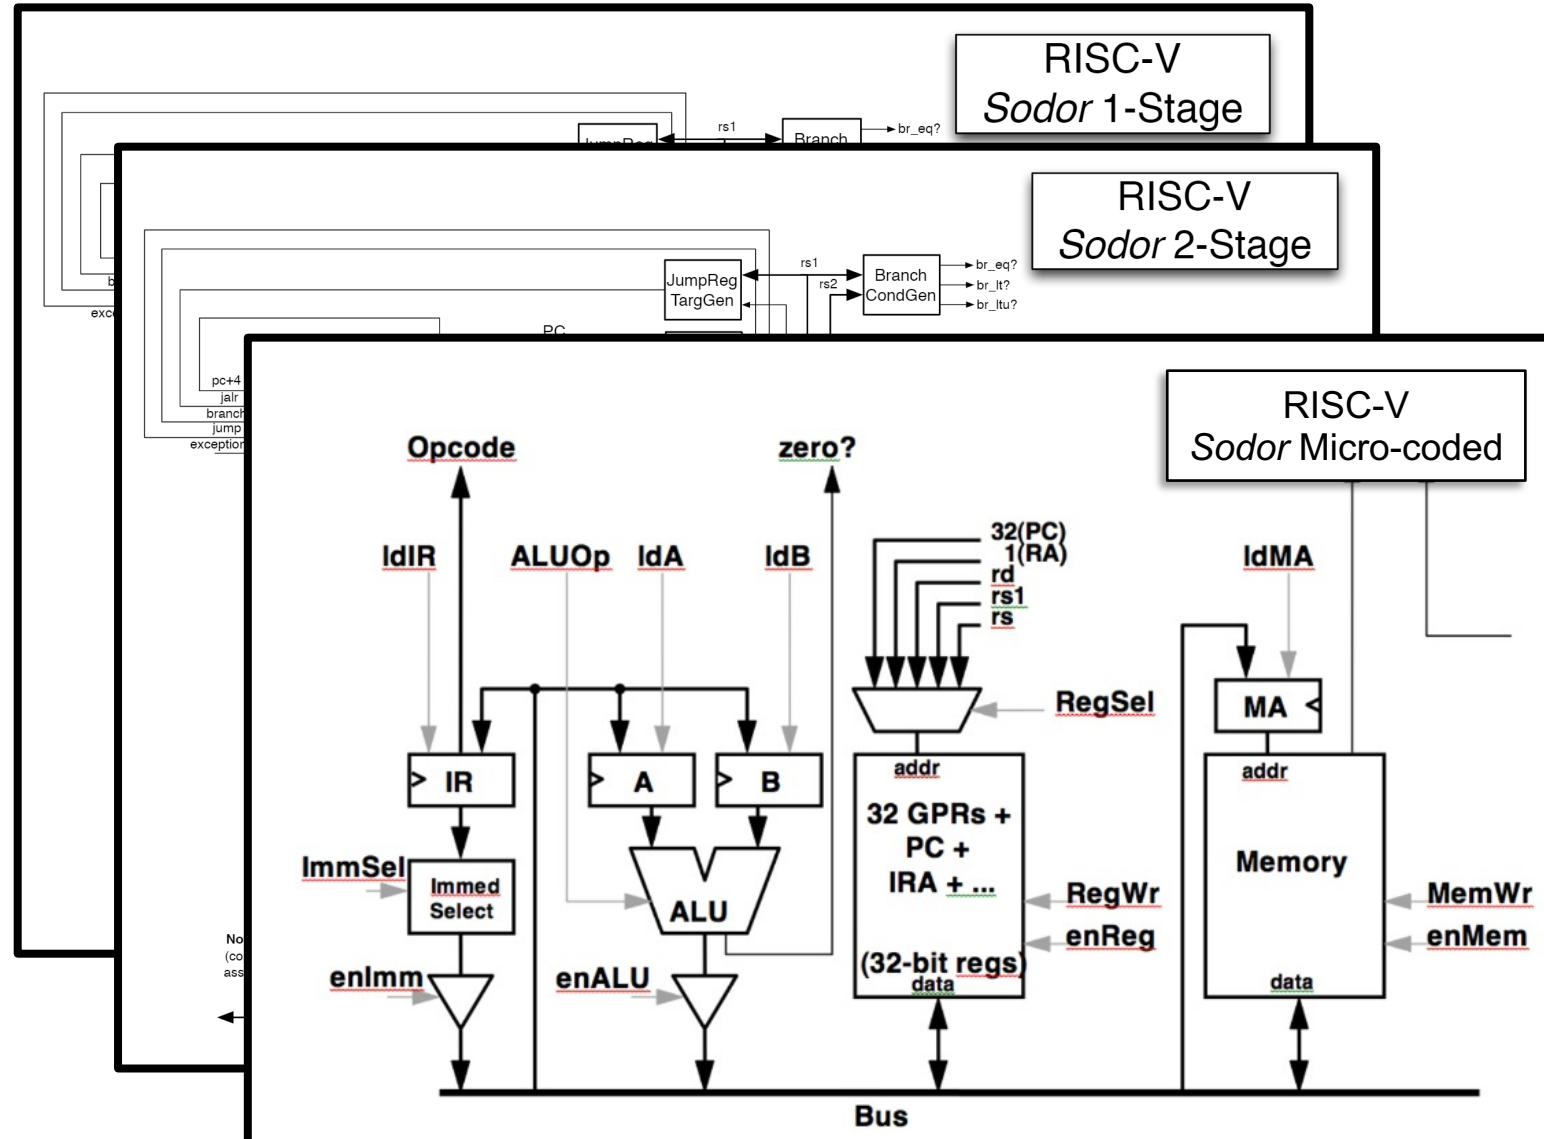 RISC-V
Sodor 1-Stage
rs1
Branch
br_eq?
RISC-V
Sodor 2-Stage
JumpReg
TargGen
rs1
rs2
Branch
CondGen
br_eq?
br_lt?
br_ltu?
PC
pc+4
jalr
branch
jump
exception
RISC-V
Sodor Micro-coded
Opcode
zero?
ldIR
ALUOp
ldA
ldB
32(PC)
1(RA)
rd
rs1
rs
ldMA
RegSel
MA
IR
A
B
addr
addr
32 GPRs +
PC +
IRA + ...
Memory
ImmSel
Immed
Select
ALU
RegWr
MemWr
enReg
enMem
(32-bit regs)
data
data
enImm
enALU
Bus